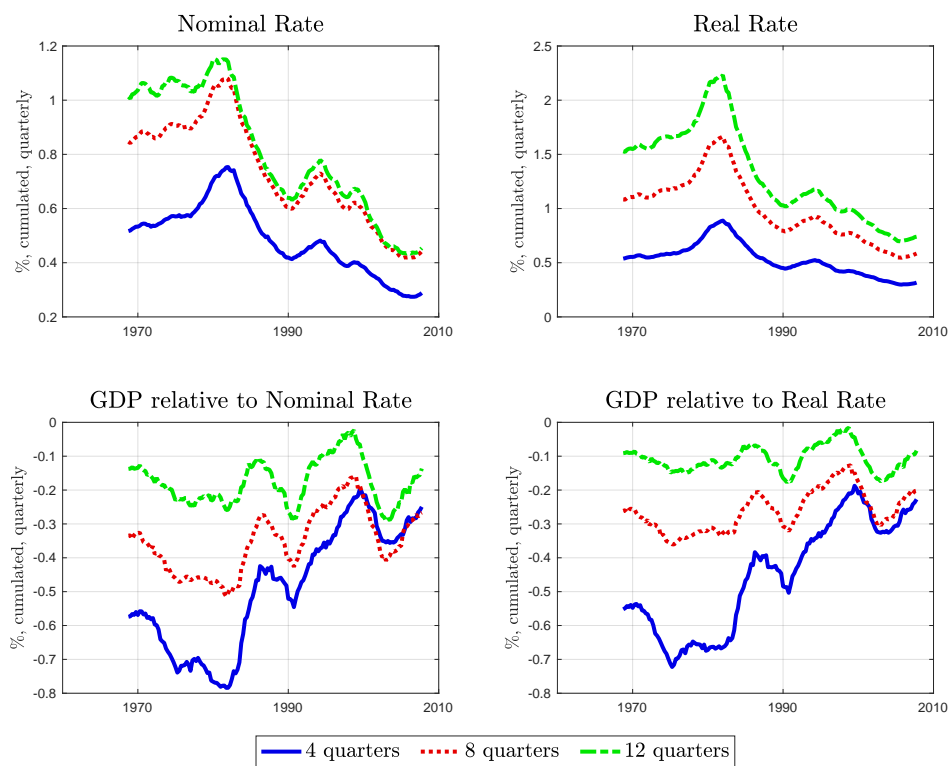 Nominal Rate
%, cumulated, quarterly
1.2
1
0.8
0.6
0.4
0.2
1970 1990 2010
Real Rate
%, cumulated, quarterly
2.5
2
1.5
1
0.5
0
1970 1990 2010
GDP relative to Nominal Rate
%, cumulated, quarterly
0
-0.1
-0.2
-0.3
-0.4
-0.5
-0.6
-0.7
-0.8
1970 1990 2010
GDP relative to Real Rate
%, cumulated, quarterly
0
-0.1
-0.2
-0.3
-0.4
-0.5
-0.6
-0.7
-0.8
1970 1990 2010
4 quarters 8 quarters 12 quarters